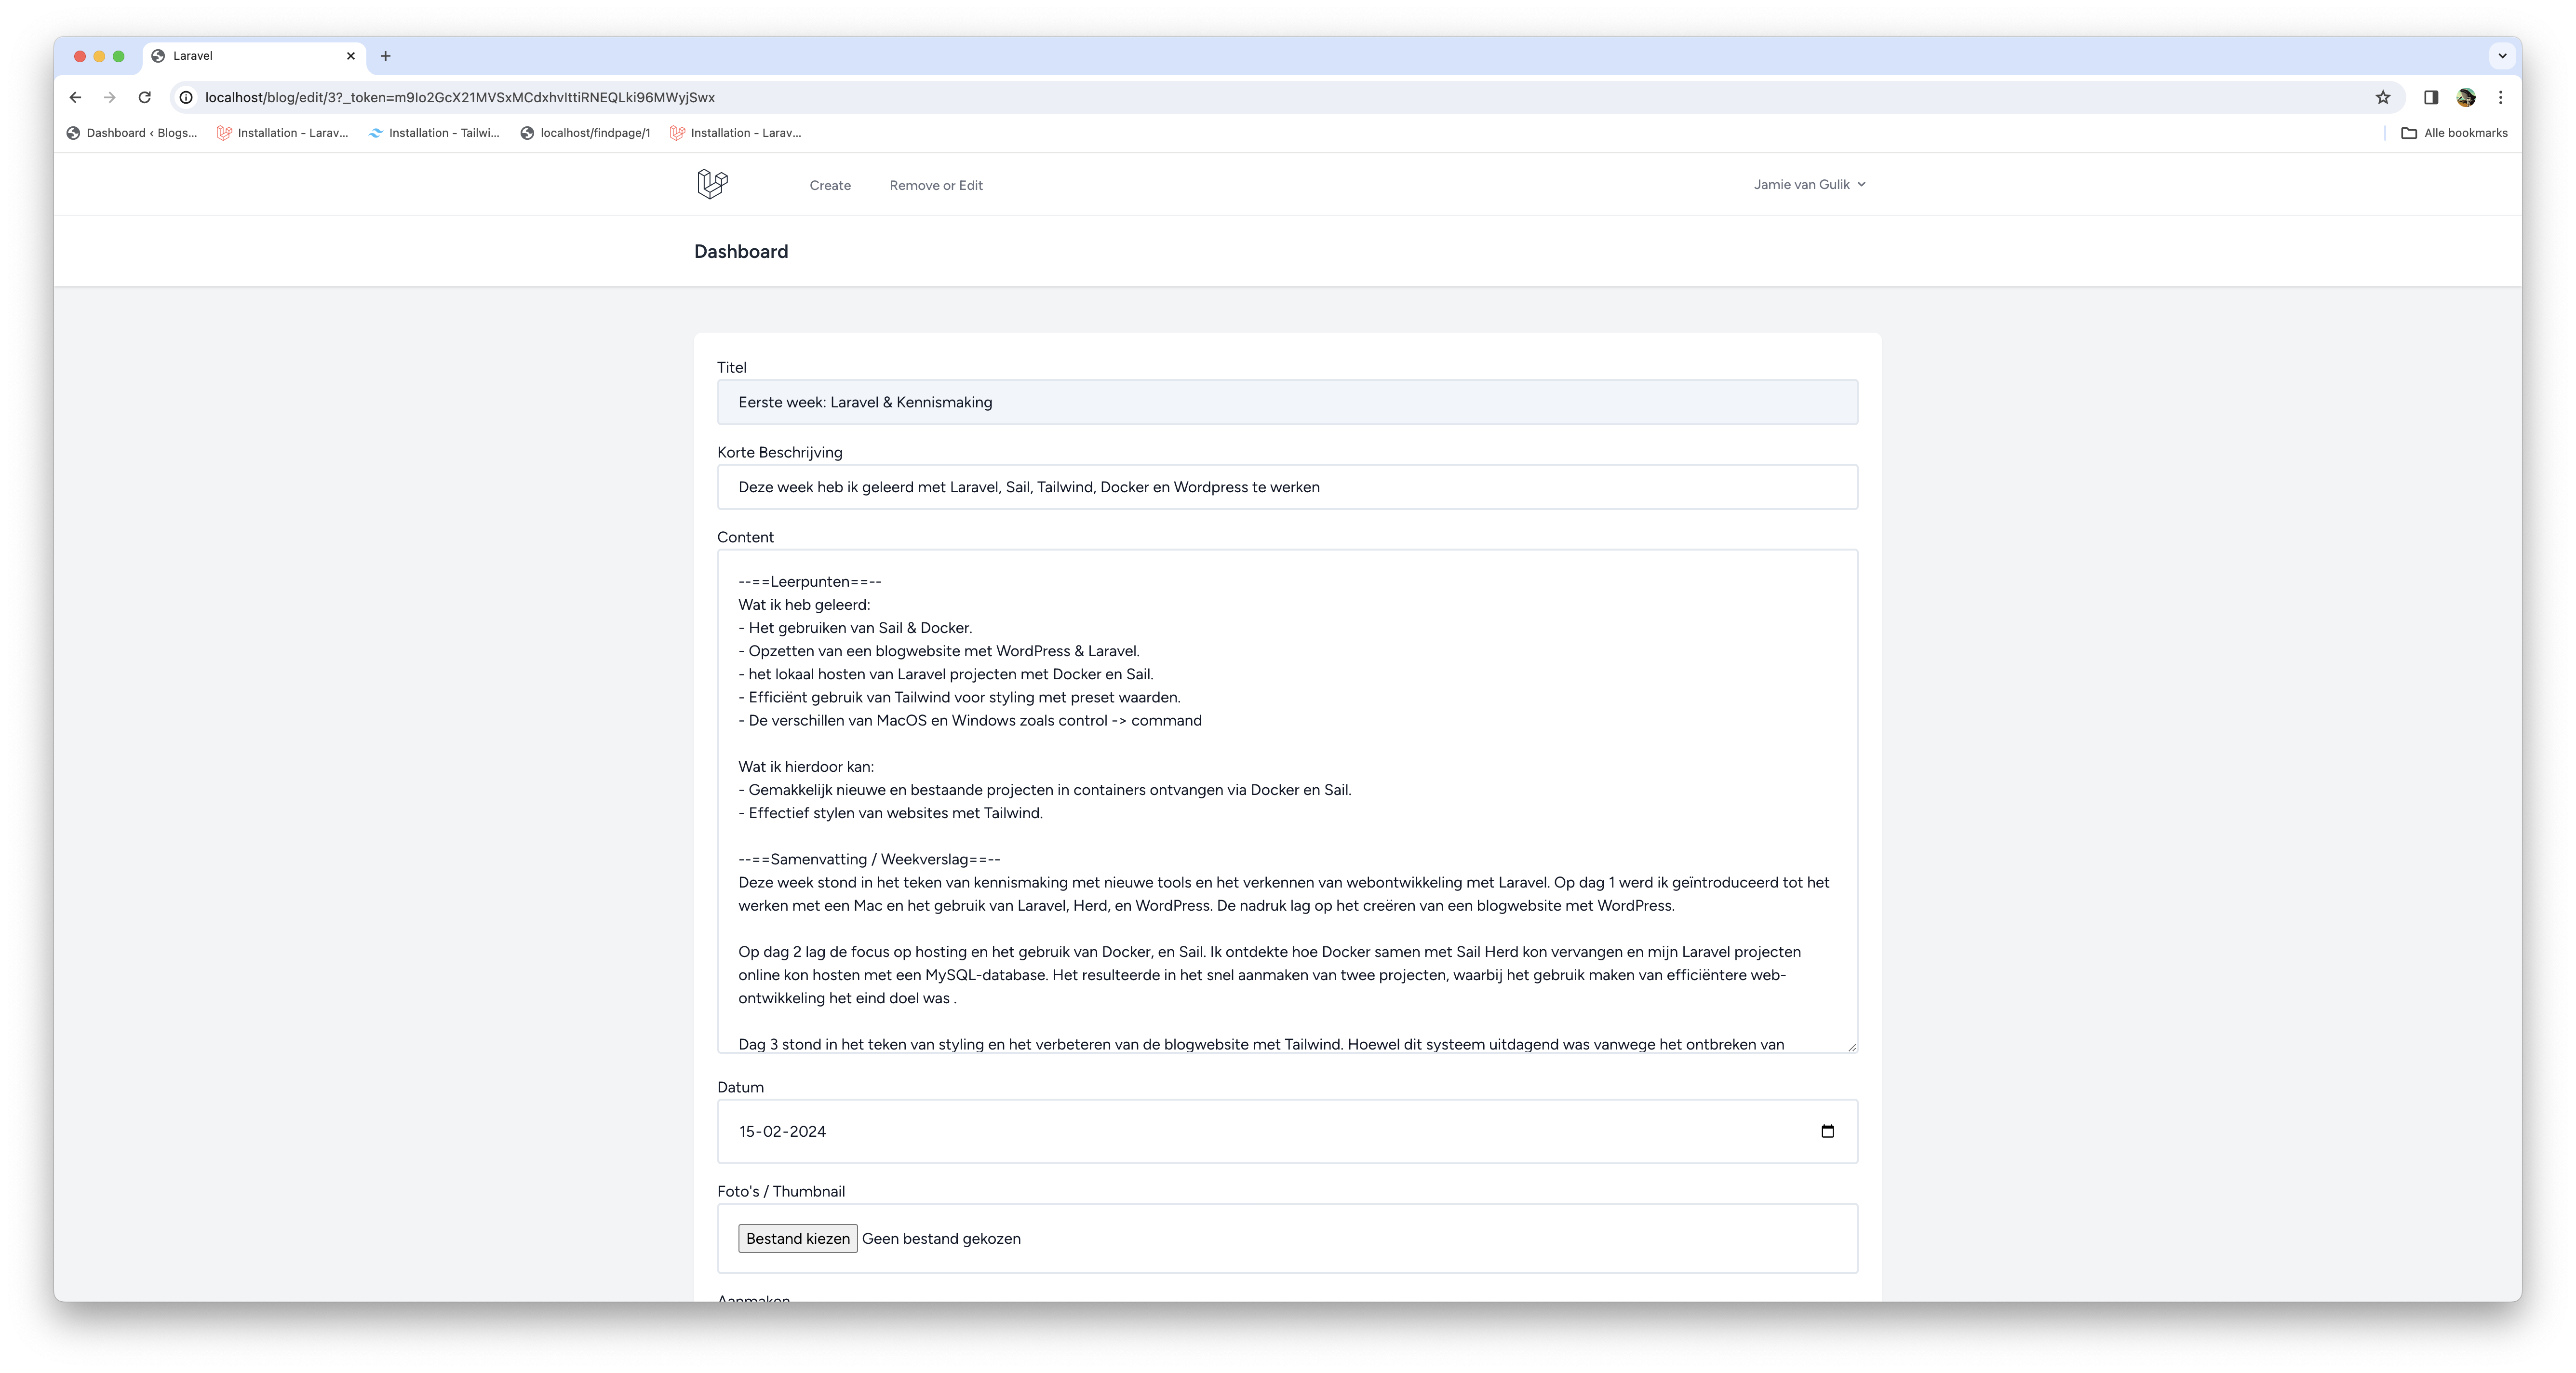 Laravel
localhost/blog/edit/3?_token=m9Io2GcX21MVSxMCdxhvIttiRNEQLki96MWyjSwx
Dashboard ‹ Blogs...
Installation - Larav...
Installation - Tailwi...
localhost/findpage/1
Installation - Larav...
Alle bookmarks
Create
Remove or Edit
Jamie van Gulik
Dashboard
Titel
Eerste week: Laravel & Kennismaking
Korte Beschrijving
Deze week heb ik geleerd met Laravel, Sail, Tailwind, Docker en Wordpress te werken
Content
--==Leerpunten==--
Wat ik heb geleerd:
- Het gebruiken van Sail & Docker.
- Opzetten van een blogwebsite met WordPress & Laravel.
- het lokaal hosten van Laravel projecten met Docker en Sail.
- Efficiënt gebruik van Tailwind voor styling met preset waarden.
- De verschillen van MacOS en Windows zoals control -> command
Wat ik hierdoor kan:
- Gemakkelijk nieuwe en bestaande projecten in containers ontvangen via Docker en Sail.
- Effectief stylen van websites met Tailwind.
--==Samenvatting / Weekverslag==--
Deze week stond in het teken van kennismaking met nieuwe tools en het verkennen van webontwikkeling met Laravel. Op dag 1 werd ik geïntroduceerd tot het
werken met een Mac en het gebruik van Laravel, Herd, en WordPress. De nadruk lag op het creëren van een blogwebsite met WordPress.
Op dag 2 lag de focus op hosting en het gebruik van Docker, en Sail. Ik ontdekte hoe Docker samen met Sail Herd kon vervangen en mijn Laravel projecten
online kon hosten met een MySQL-database. Het resulteerde in het snel aanmaken van twee projecten, waarbij het gebruik maken van efficiëntere web-
ontwikkeling het eind doel was .
Dag 3 stond in het teken van styling en het verbeteren van de blogwebsite met Tailwind. Hoewel dit systeem uitdagend was vanwege het ontbreken van
Datum
15-02-2024
Foto's / Thumbnail
Bestand kiezen Geen bestand gekozen
Aanmaken